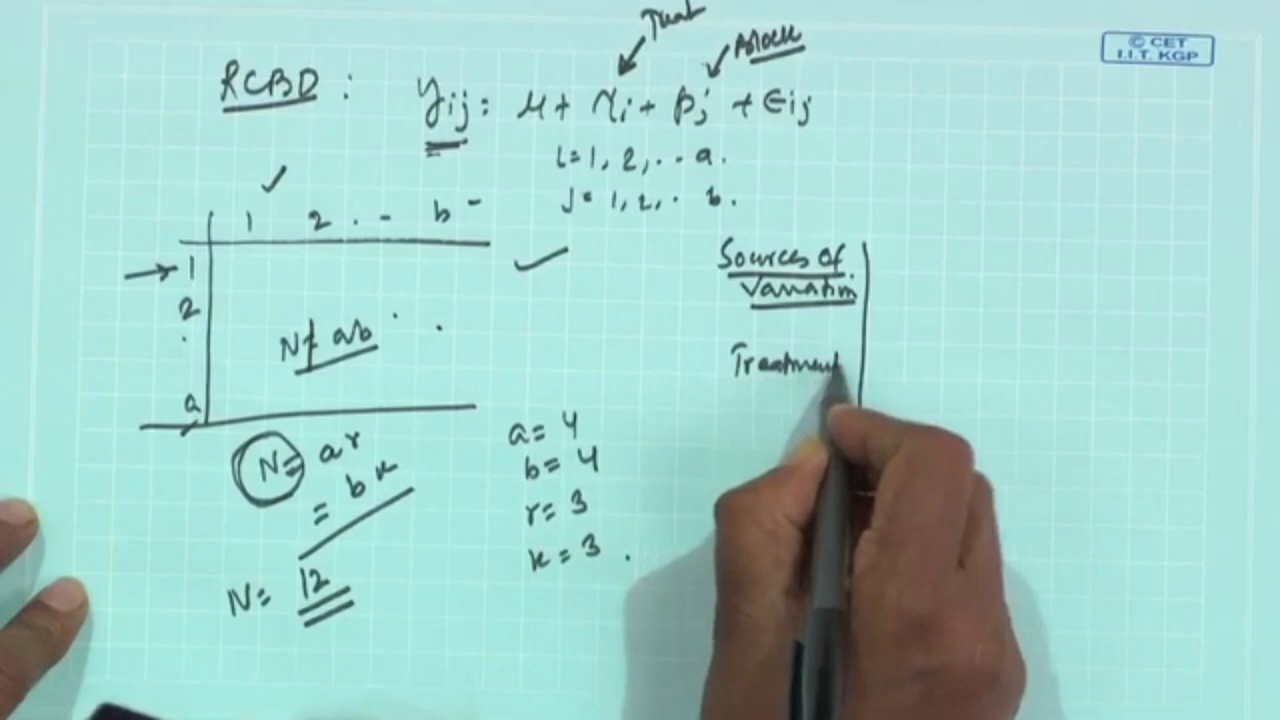 Treat
Block
© CET
I.I.T. KGP
RCBD : yij = μ + τi + βj + ϵij
i = 1, 2, .. a.
j = 1, 2, . b.
1 2 . - b
1
2
.
a
N≠ ab
N= ar
= bk
N= 12
a= 4
b= 4
r= 3
k= 3 .
Sources of
Variation
Treatment